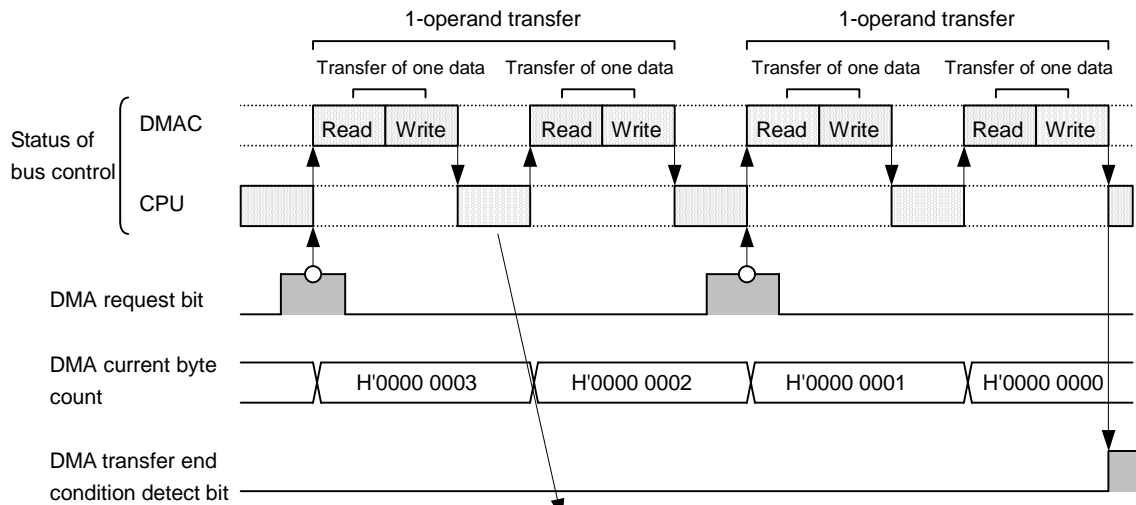 1-operand transfer 1-operand transfer
Transfer of one data Transfer of one data Transfer of one data Transfer of one data
DMAC
Read Write Read Write Read Write Read Write
Status of
bus control
CPU
DMA request bit
DMA current byte
count
H'0000 0003 H'0000 0002 H'0000 0001 H'0000 0000
DMA transfer end
condition detect bit